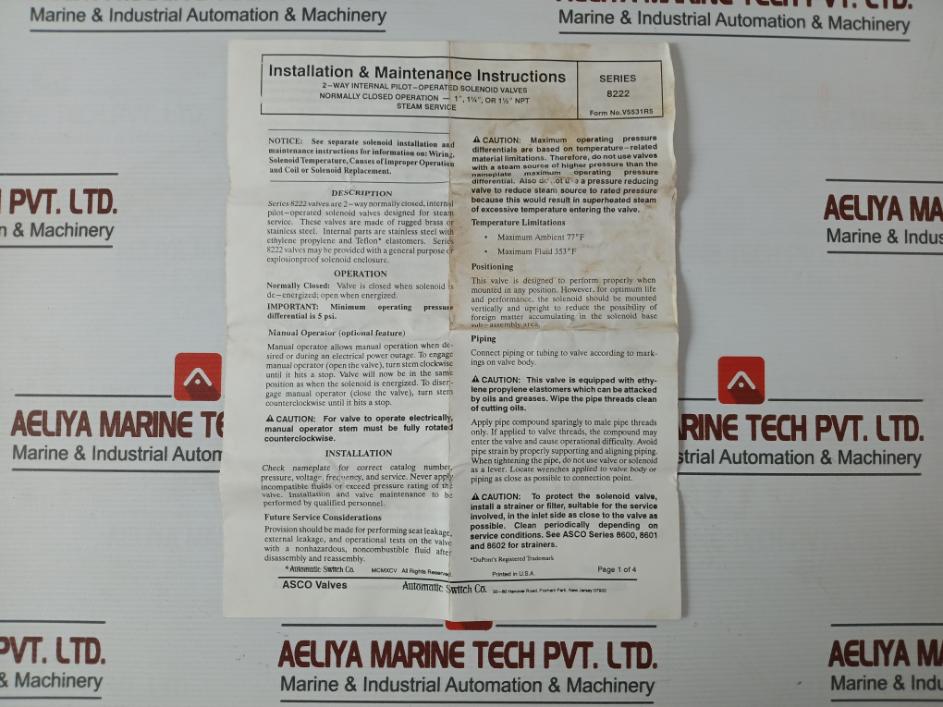 AELIYA MARINE TECH PVT. LTD.
Marine & Industrial Automation & Machinery
Marine & Industrial Automation & Machinery
Installation & Maintenance Instructions
2-WAY INTERNAL PILOT-OPERATED SOLENOID VALVES
NORMALLY CLOSED OPERATION — 1", 1¼", OR 1½" NPT
STEAM SERVICE
SERIES
8222
Form No.V5531R5
NOTICE: See separate solenoid installation and
maintenance instructions for information on: Wiring,
Solenoid Temperature, Causes of Improper Operation
and Coil or Solenoid Replacement.
DESCRIPTION
Series 8222 valves are 2-way normally closed, internal
pilot-operated solenoid valves designed for steam
service. These valves are made of rugged brass or
stainless steel. Internal parts are stainless steel with
ethylene propylene and Teflon* elastomers. Series
8222 valves may be provided with a general purpose or
explosionproof solenoid enclosure.
OPERATION
Normally Closed: Valve is closed when solenoid is
de-energized; open when energized.
IMPORTANT: Minimum operating pressure
differential is 5 psi.
Manual Operator (optional feature)
Manual operator allows manual operation when de-
sired or during an electrical power outage. To engage
manual operator (open the valve), turn stem clockwise
until it hits a stop. Valve will now be in the same
position as when the solenoid is energized. To disen-
gage manual operator (close the valve), turn stem
counterclockwise until it hits a stop.
CAUTION: For valve to operate electrically,
manual operator stem must be fully rotated
counterclockwise.
INSTALLATION
Check nameplate for correct catalog number,
pressure, voltage, frequency, and service. Never apply
incompatible fluids or exceed pressure rating of the
valve. Installation and valve maintenance to be
performed by qualified personnel.
Future Service Considerations
Provision should be made for performing seat leakage,
external leakage, and operational tests on the valve
with a nonhazardous, noncombustible fluid after
disassembly and reassembly.
CAUTION: Maximum operating pressure
differentials are based on temperature-related
material limitations. Therefore, do not use valves
with a steam source of higher pressure than the
nameplate maximum operating pressure
differential. Also do not use a pressure reducing
valve to reduce steam source to rated pressure
because this would result in superheated steam
of excessive temperature entering the valve.
Temperature Limitations
• Maximum Ambient 77°F
• Maximum Fluid 353°F
Positioning
This valve is designed to perform properly when
mounted in any position. However, for optimum life
and performance, the solenoid should be mounted
vertically and upright to reduce the possibility of
foreign matter accumulating in the solenoid base
sub-assembly area.
Piping
Connect piping or tubing to valve according to mark-
ings on valve body.
CAUTION: This valve is equipped with ethy-
lene propylene elastomers which can be attacked
by oils and greases. Wipe the pipe threads clean
of cutting oils.
Apply pipe compound sparingly to male pipe threads
only. If applied to valve threads, the compound may
enter the valve and cause operational difficulty. Avoid
pipe strain by properly supporting and aligning piping.
When tightening the pipe, do not use valve or solenoid
as a lever. Locate wrenches applied to valve body or
piping as close as possible to connection point.
CAUTION: To protect the solenoid valve,
install a strainer or filter, suitable for the service
involved, in the inlet side as close to the valve as
possible. Clean periodically depending on
service conditions. See ASCO Series 8600, 8601
and 8602 for strainers.
*DuPont's Registered Trademark
*Automatic Switch Co. MCMXCV All Rights Reserved.
Printed in U.S.A.
Page 1 of 4
ASCO Valves
Automatic Switch Co.
50-60 Hanover Road, Florham Park, New Jersey 07932
PVT. LTD.
n & Machinery
AELIYA MA
Marine & Indus
AELIYA MARINE TE
Marine & Industrial Autom
RINE TECH PVT. LTD.
strial Automation & Machinery
PVT. LTD.
& Machinery
AELIYA MARINE TECH PVT. LTD.
Marine & Industrial Automation & Machinery
AELIYA M
Marine & Indu